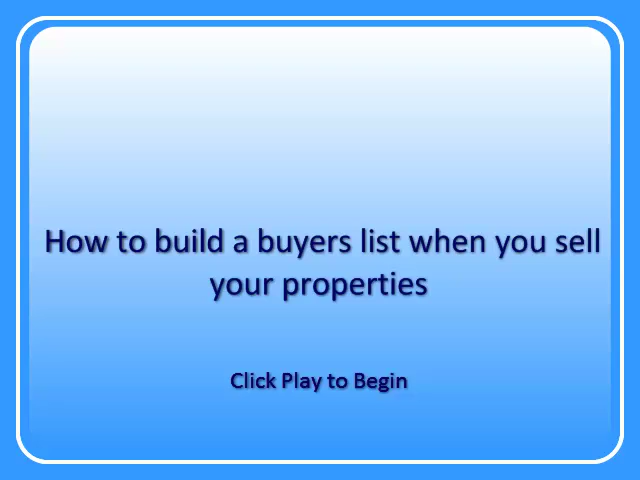 How to build a buyers list when you sell
your properties
Click Play to Begin